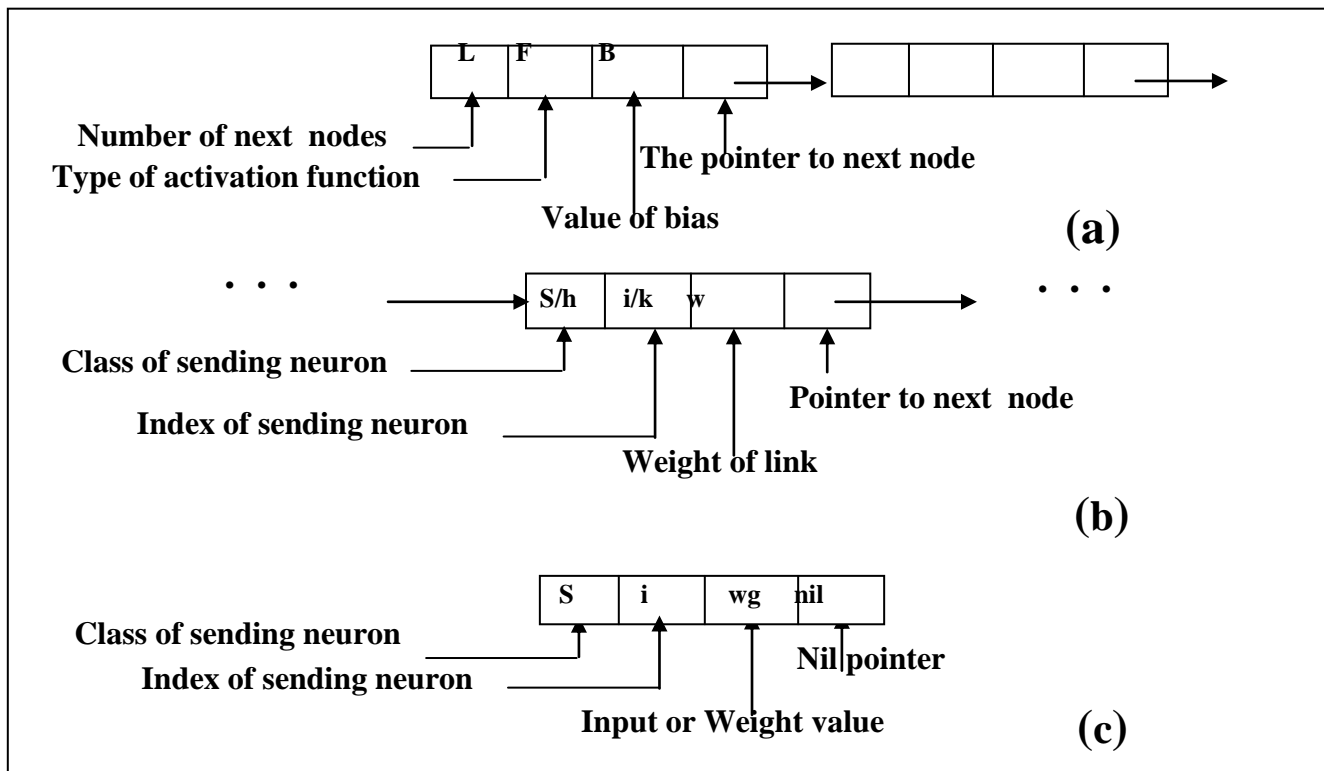 L F B
Number of next nodes
The pointer to next node
Type of activation function
Value of bias
(a)
. . .
. . .
S/h i/k w
Class of sending neuron
Pointer to next node
Index of sending neuron
Weight of link
(b)
S i wg nil
Class of sending neuron
Nil pointer
Index of sending neuron
Input or Weight value
(c)